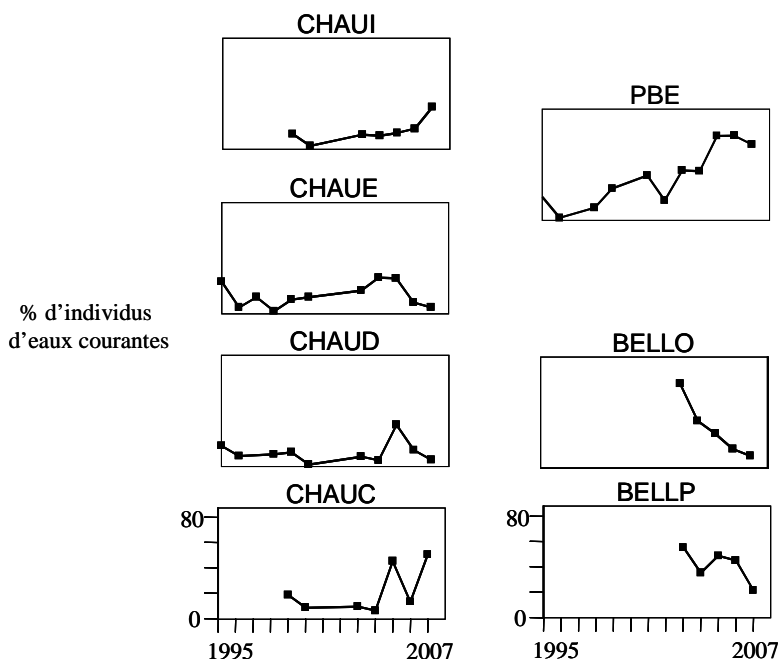 CHAUI
PBE
CHAUE
% d'individus
d'eaux courantes
CHAUD
BELLO
CHAUC
BELLP
80
80
0
0
1995
2007
1995
2007